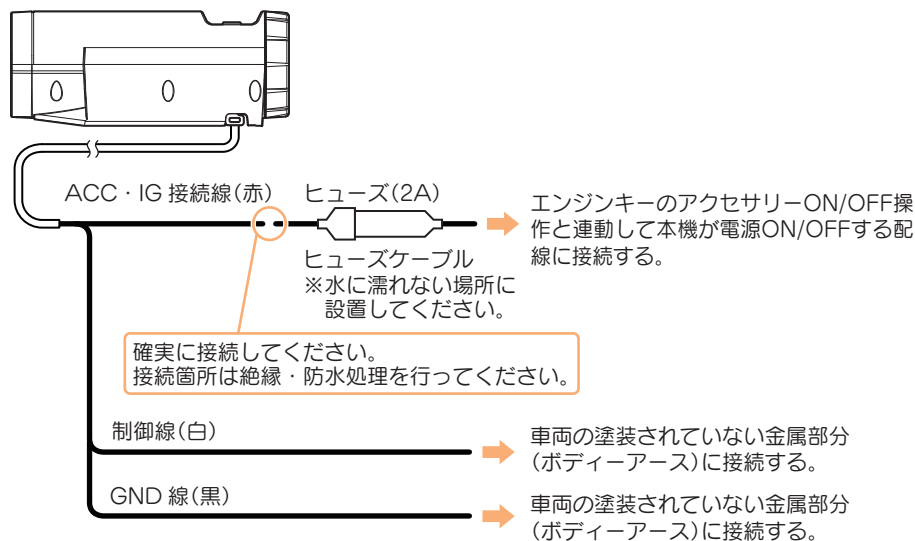 ACC・IG 接続線(赤)
ヒューズ(2A)
エンジンキーのアクセサリーON/OFF操
作と連動して本機が電源ON/OFFする配
線に接続する。
ヒューズケーブル
※水に濡れない場所に
設置してください。
確実に接続してください。
接続箇所は絶縁・防水処理を行ってください。
制御線(白)
車両の塗装されていない金属部分
(ボディーアース)に接続する。
GND 線(黒)
車両の塗装されていない金属部分
(ボディーアース)に接続する。